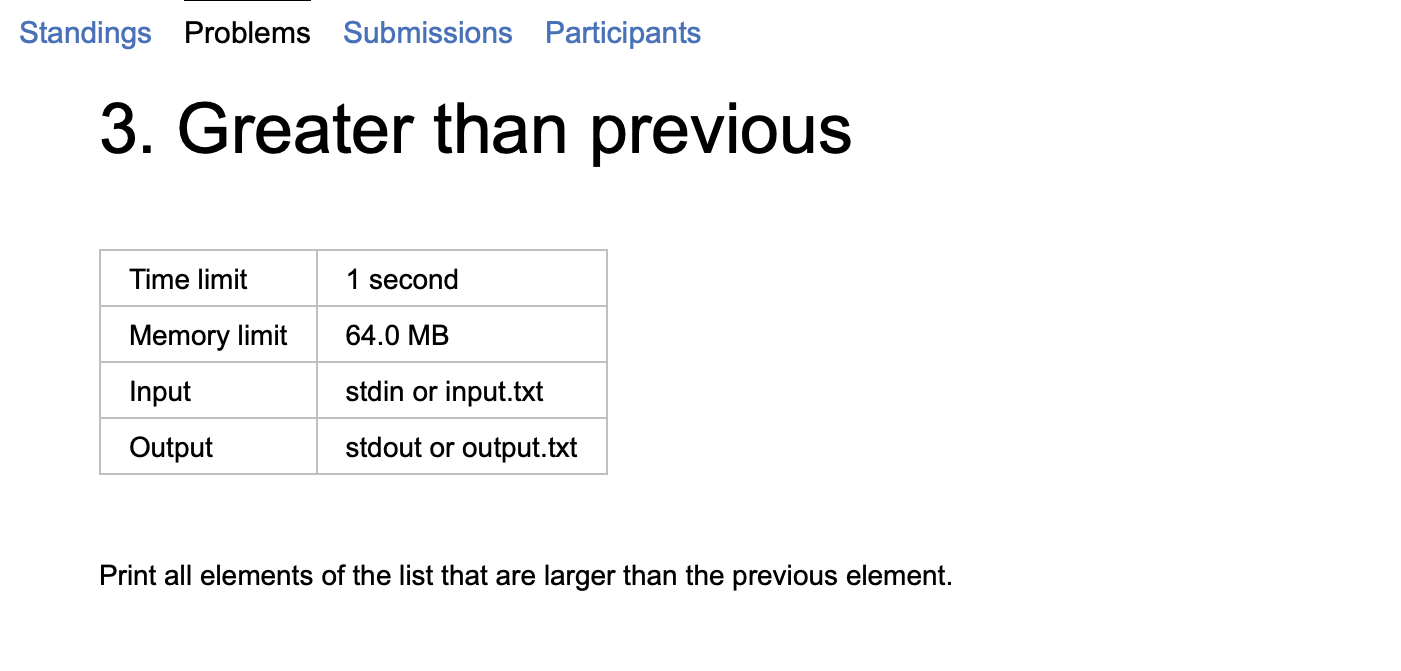 Standings Problems Submissions Participants
3. Greater than previous
Time limit 1 second
Memory limit 64.0 MB
Input stdin or input.txt
Output stdout or output.txt
Print all elements of the list that are larger than the previous element.